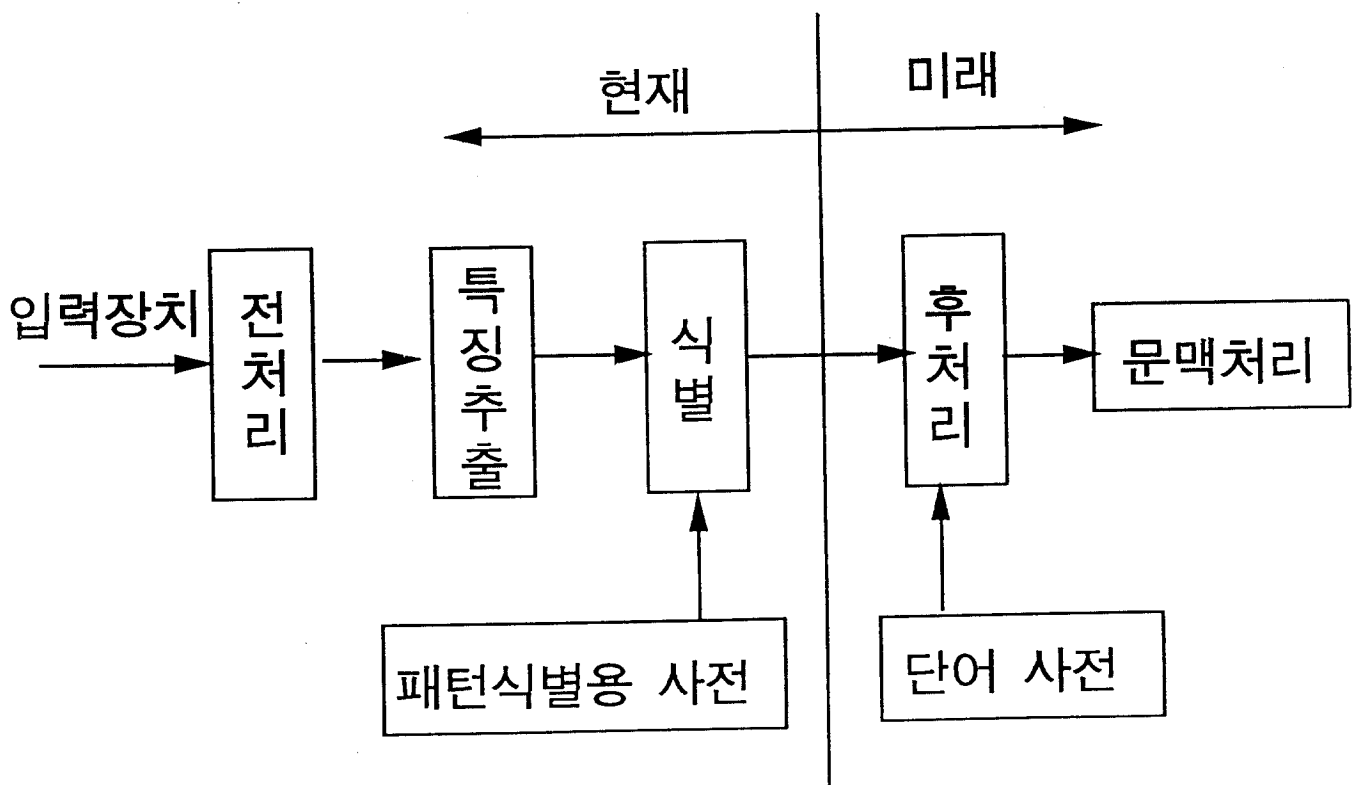 현재
미래
입력장치
전처리
특징추출
식별
후처리
문맥처리
패턴식별용 사전
단어 사전